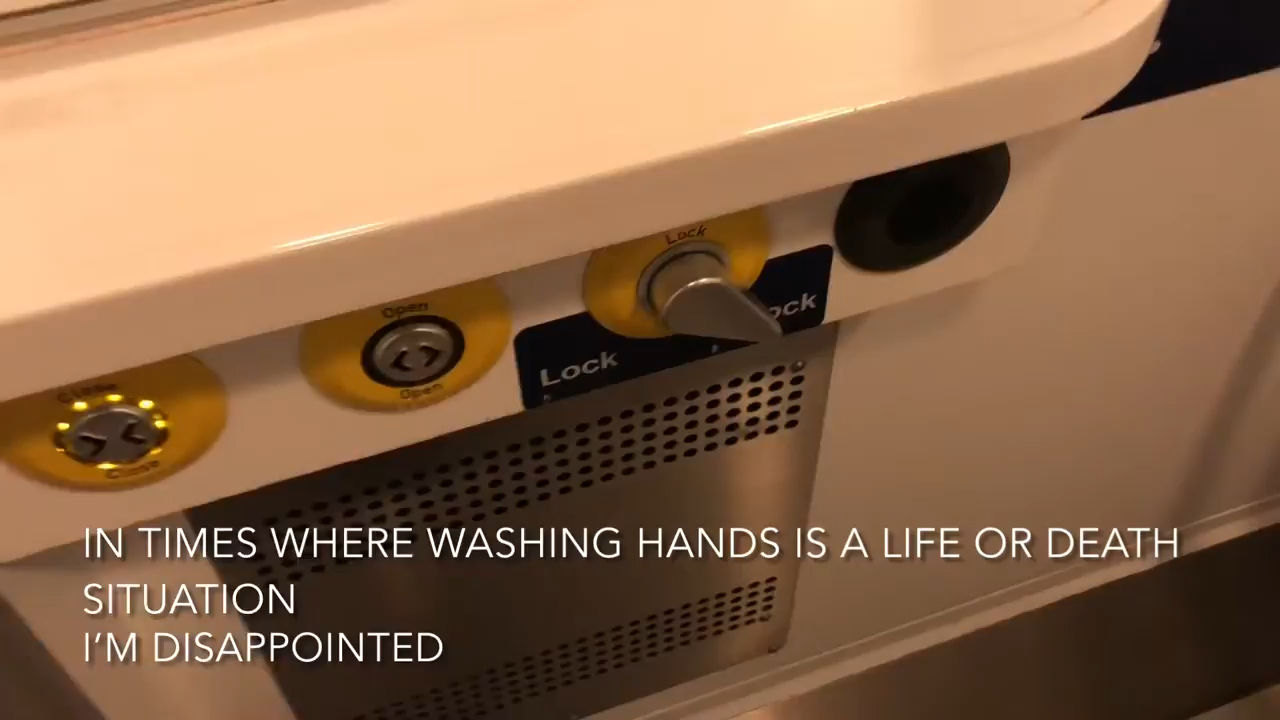 Lock
ock
Open
Open
Lock
Close
Close
IN TIMES WHERE WASHING HANDS IS A LIFE OR DEATH
SITUATION
I'M DISAPPOINTED